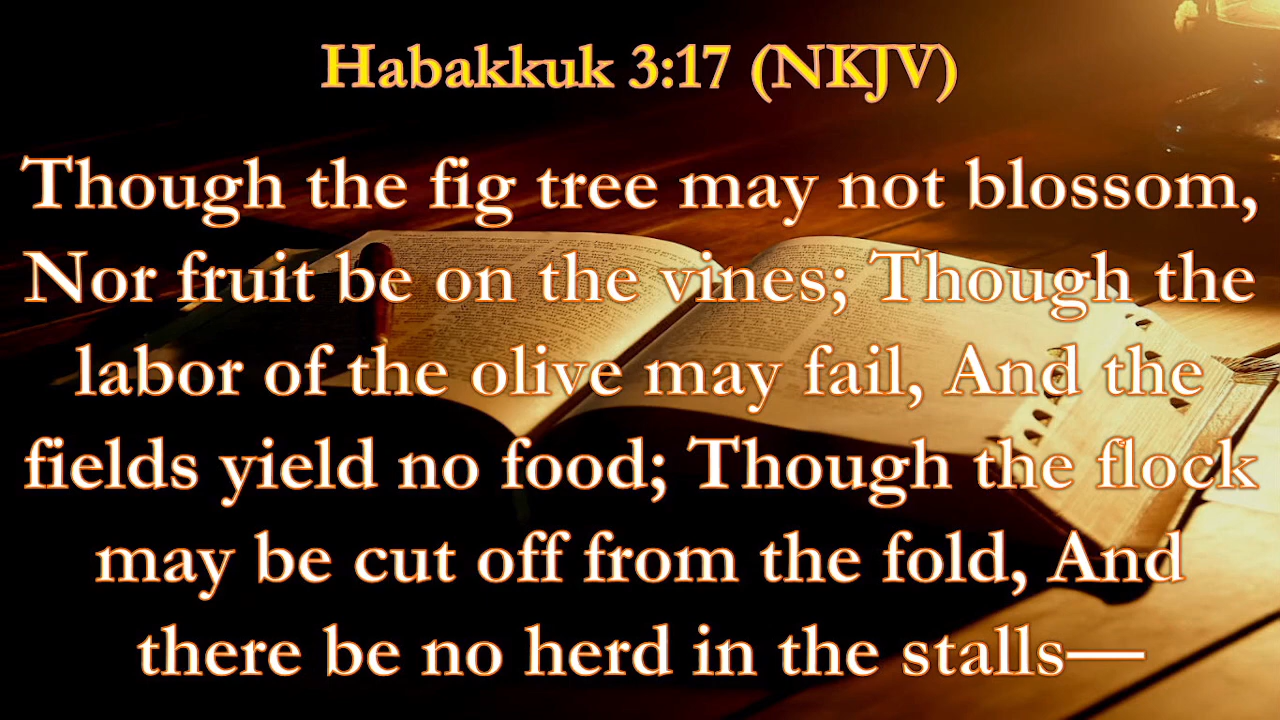 Habakkuk 3:17 (NKJV)
Though the fig tree may not blossom,
Nor fruit be on the vines; Though the
labor of the olive may fail, And the
fields yield no food; Though the flock
may be cut off from the fold, And
there be no herd in the stalls—